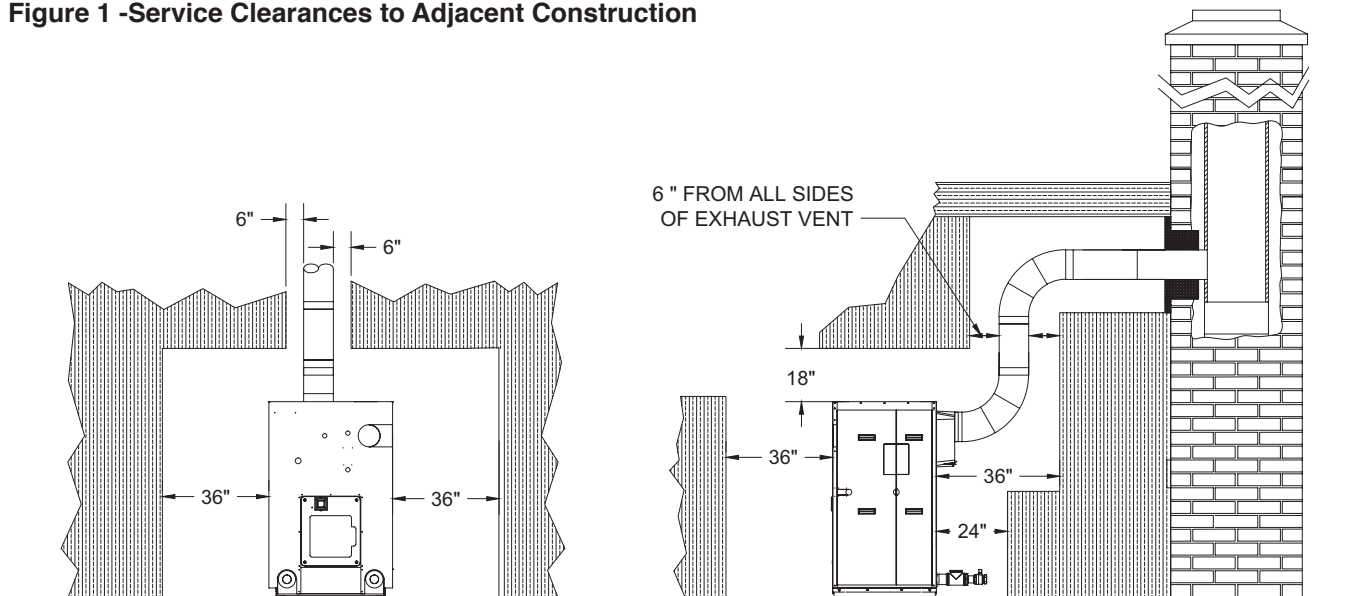 Figure 1 -Service Clearances to Adjacent Construction
6 " FROM ALL SIDES
OF EXHAUST VENT
6"
6"
18"
36"
36"
36"
36"
24"